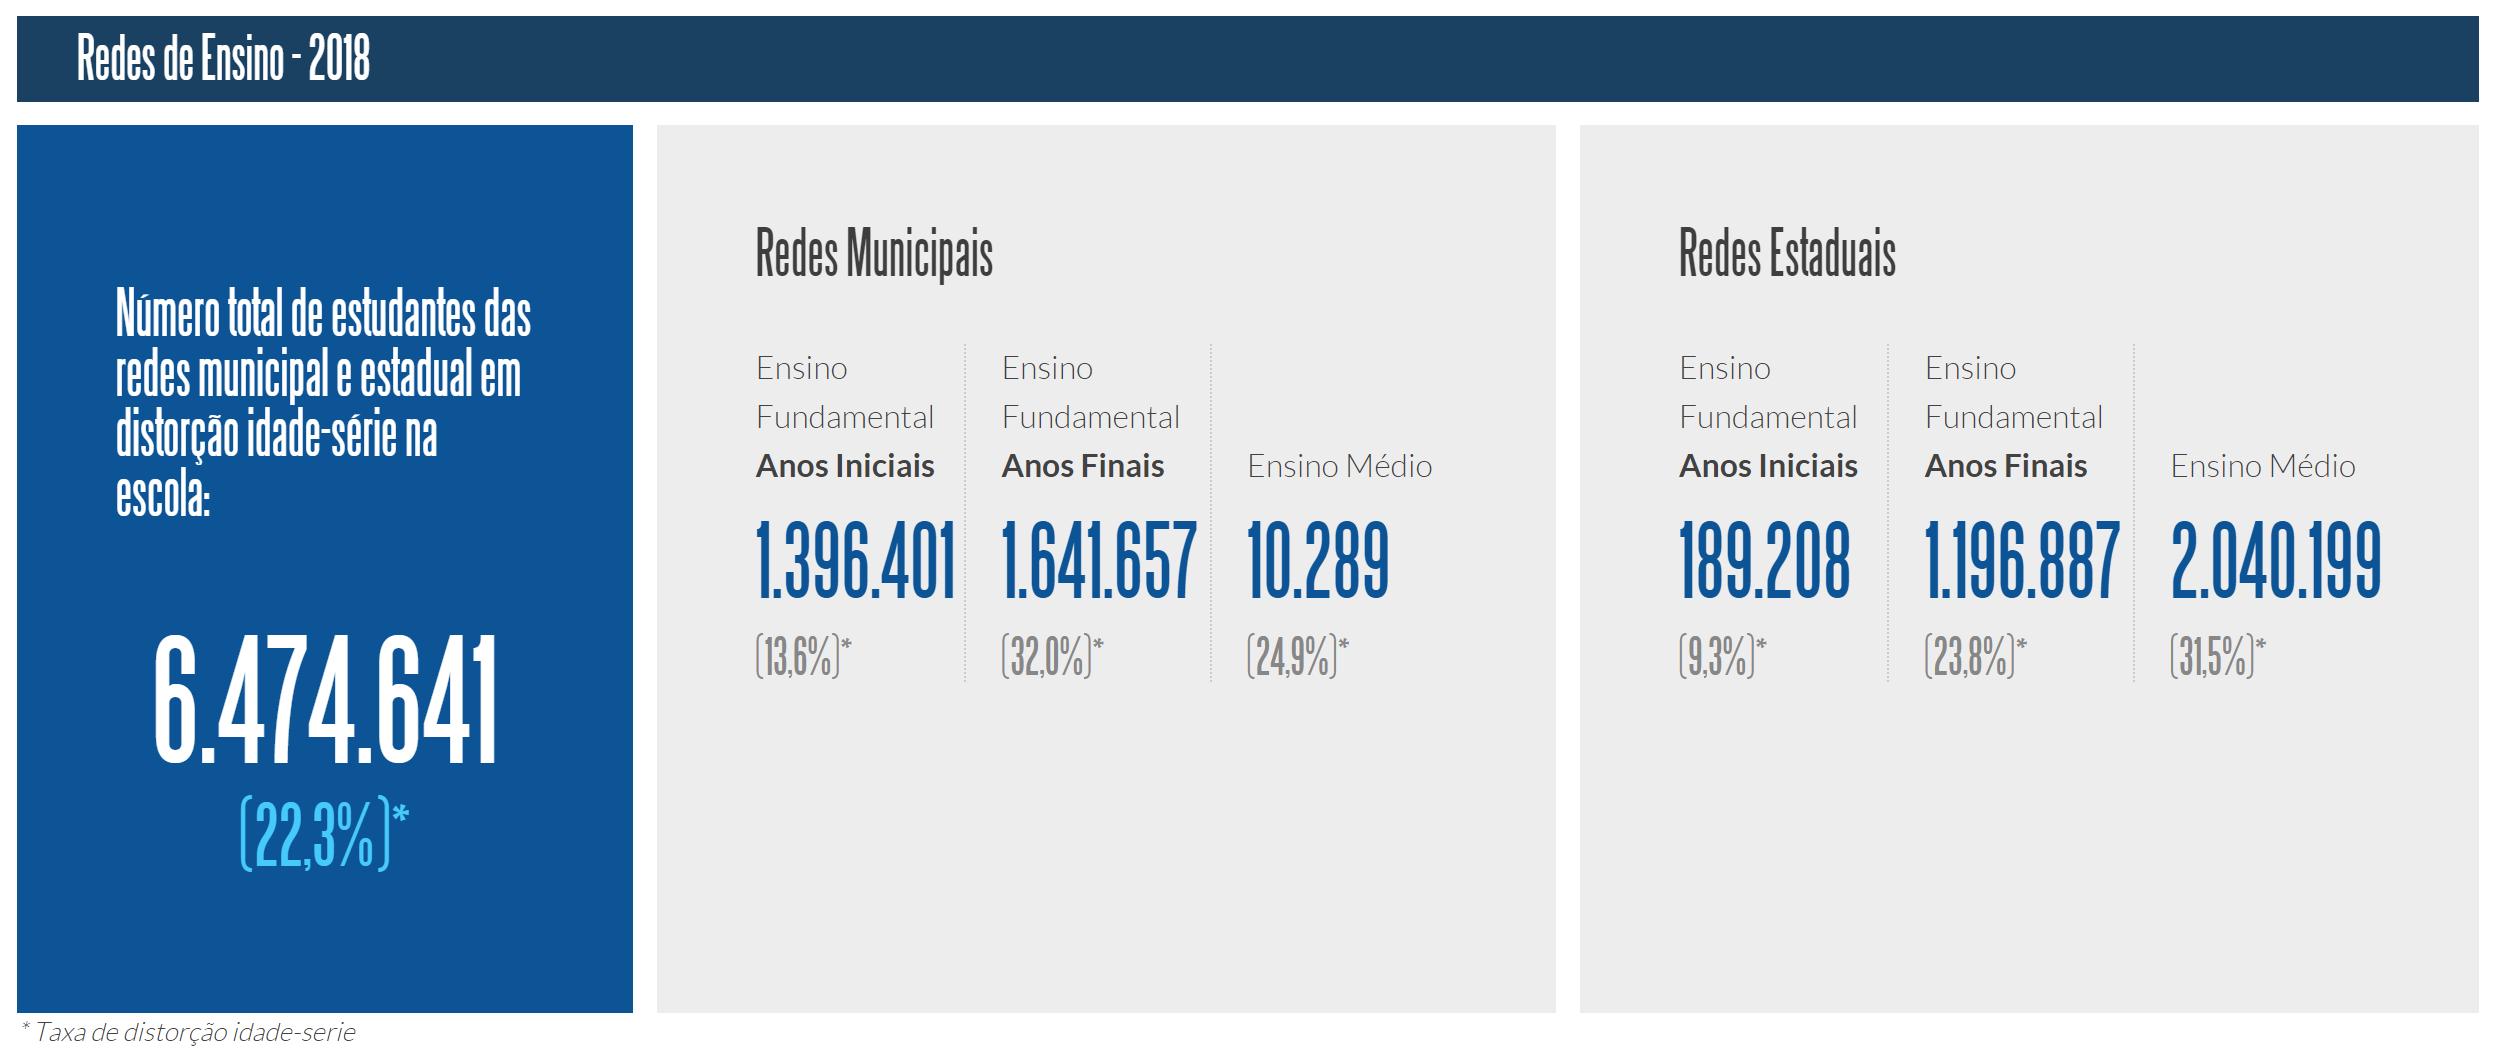 Redes de Ensino - 2018
Número total de estudantes das
redes municipal e estadual em
distorção idade-série na
escola:
6.474.641
(22,3%)*
Redes Municipais
Ensino
Fundamental
Anos Iniciais
1.396.401
(13,6%)*
Ensino
Fundamental
Anos Finais
1.641.657
(32,0%)*
Ensino Médio
10.289
(24,9%)*
Redes Estaduais
Ensino
Fundamental
Anos Iniciais
189.208
(9,3%)*
Ensino
Fundamental
Anos Finais
1.196.887
(23,8%)*
Ensino Médio
2.040.199
(31,5%)*
* Taxa de distorção idade-serie